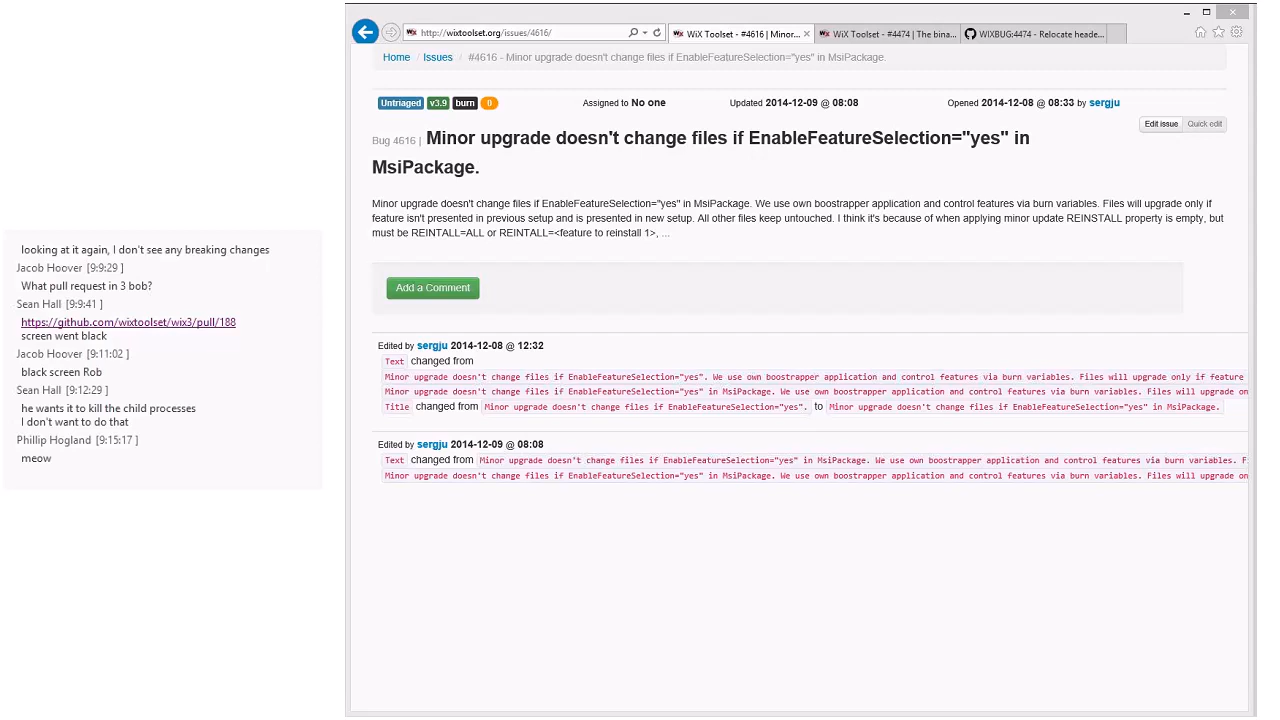 looking at it again, I don't see any breaking changes
Jacob Hoover [9:9:29 ]
What pull request in 3 bob?
Sean Hall [9:9:41 ]
https://github.com/wixtoolset/wix3/pull/188
screen went black
Jacob Hoover [9:11:02 ]
black screen Rob
Sean Hall [9:12:29 ]
he wants it to kill the child processes
I don't want to do that
Phillip Hogland [9:15:17 ]
meow
http://wixtoolset.org/issues/4616/
WiX Toolset - #4616 | Minor...
WiX Toolset - #4474 | The bina...
WIXBUG:4474 - Relocate heade...
Home Issues #4616 - Minor upgrade doesn't change files if EnableFeatureSelection="yes" in MsiPackage.
Untriaged v3.9 burn 0 Assigned to No one Updated 2014-12-09 @ 08:08 Opened 2014-12-08 @ 08:33 by sergju
Edit issue Quick edit
Bug 4616 | Minor upgrade doesn't change files if EnableFeatureSelection="yes" in
MsiPackage.
Minor upgrade doesn't change files if EnableFeatureSelection="yes" in MsiPackage. We use own boostrapper application and control features via burn variables. Files will upgrade only if
feature isn't presented in previous setup and is presented in new setup. All other files keep untouched. I think it's because of when applying minor update REINSTALL property is empty, but
must be REINTALL=ALL or REINTALL=<feature to reinstall 1>, ...
Add a Comment
Edited by sergju 2014-12-08 @ 12:32
Text changed from
Minor upgrade doesn't change files if EnableFeatureSelection="yes". We use own boostrapper application and control features via burn variables. Files will upgrade only if feature
Minor upgrade doesn't change files if EnableFeatureSelection="yes" in MsiPackage. We use own boostrapper application and control features via burn variables. Files will upgrade on
Title changed from Minor upgrade doesn't change files if EnableFeatureSelection="yes". to Minor upgrade doesn't change files if EnableFeatureSelection="yes" in MsiPackage.
Edited by sergju 2014-12-09 @ 08:08
Text changed from Minor upgrade doesn't change files if EnableFeatureSelection="yes" in MsiPackage. We use own boostrapper application and control features via burn variables. F
Minor upgrade doesn't change files if EnableFeatureSelection="yes" in MsiPackage. We use own boostrapper application and control features via burn variables. Files will upgrade on